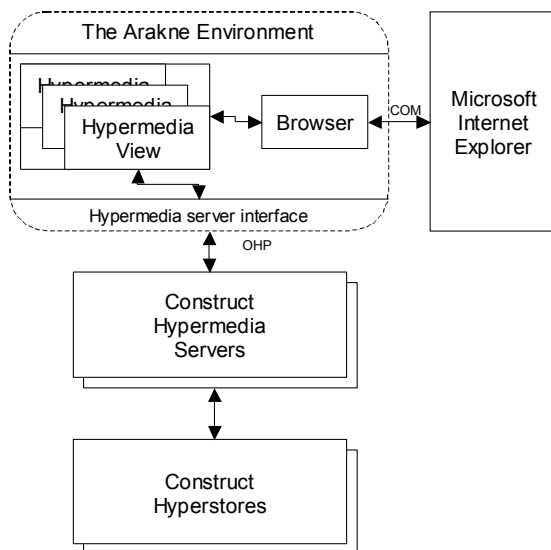 The Arakne Environment
Hypermedia
Hypermedia
Hypermedia
View
Browser
COM
Microsoft
Internet
Explorer
Hypermedia server interface
OHP
Construct
Hypermedia
Servers
Construct
Hyperstores